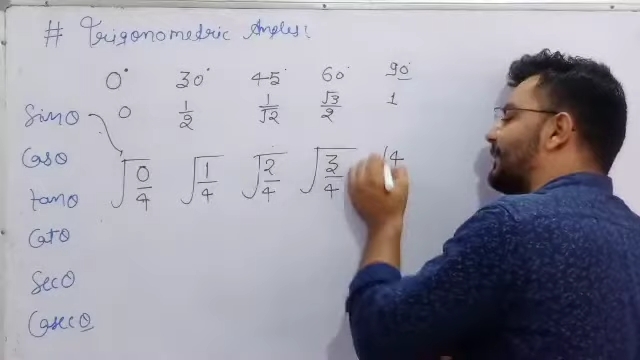 # Trigonometric Angles:
0° 30° 45° 60° 90°
Sinθ 0 1/2 1/√2 √3/2 1
Cosθ √0/4 √1/4 √2/4 √3/4 4
tanθ
Cotθ
Secθ
Cosecθ